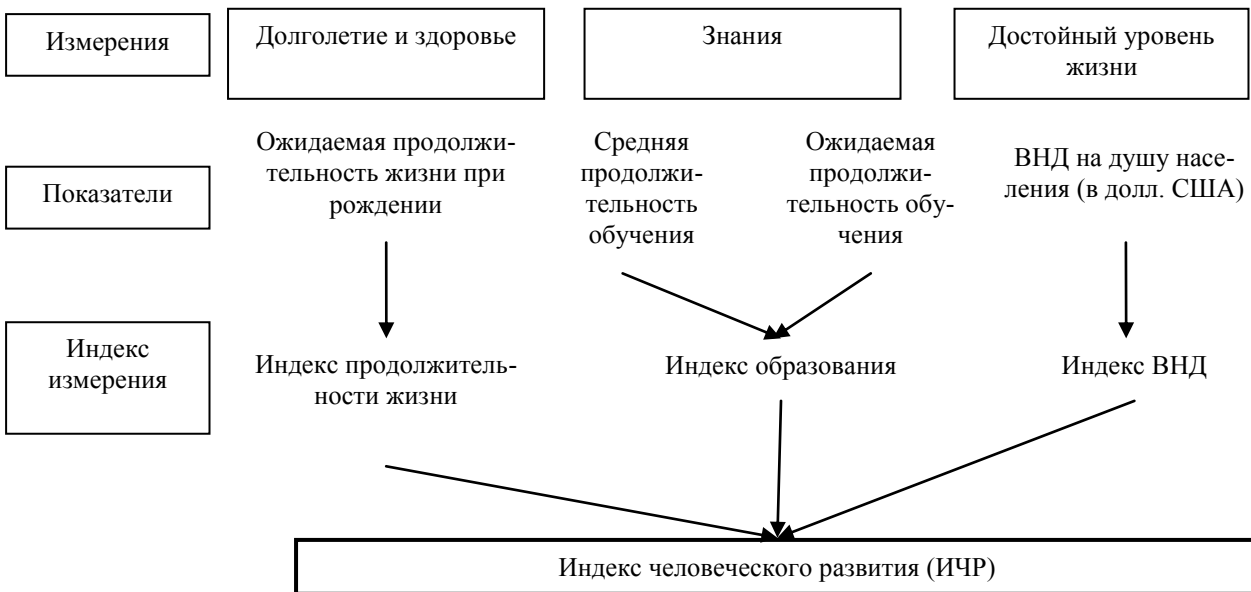 Измерения
Долголетие и здоровье
Знания
Достойный уровень
жизни
Показатели
Ожидаемая продолжи-
тельность жизни при
рождении
Средняя
продолжи-
тельность
обучения
Ожидаемая
продолжи-
тельность обу-
чения
ВНД на душу насе-
ления (в долл. США)
Индекс
измерения
Индекс продолжитель-
ности жизни
Индекс образования
Индекс ВНД
Индекс человеческого развития (ИЧР)